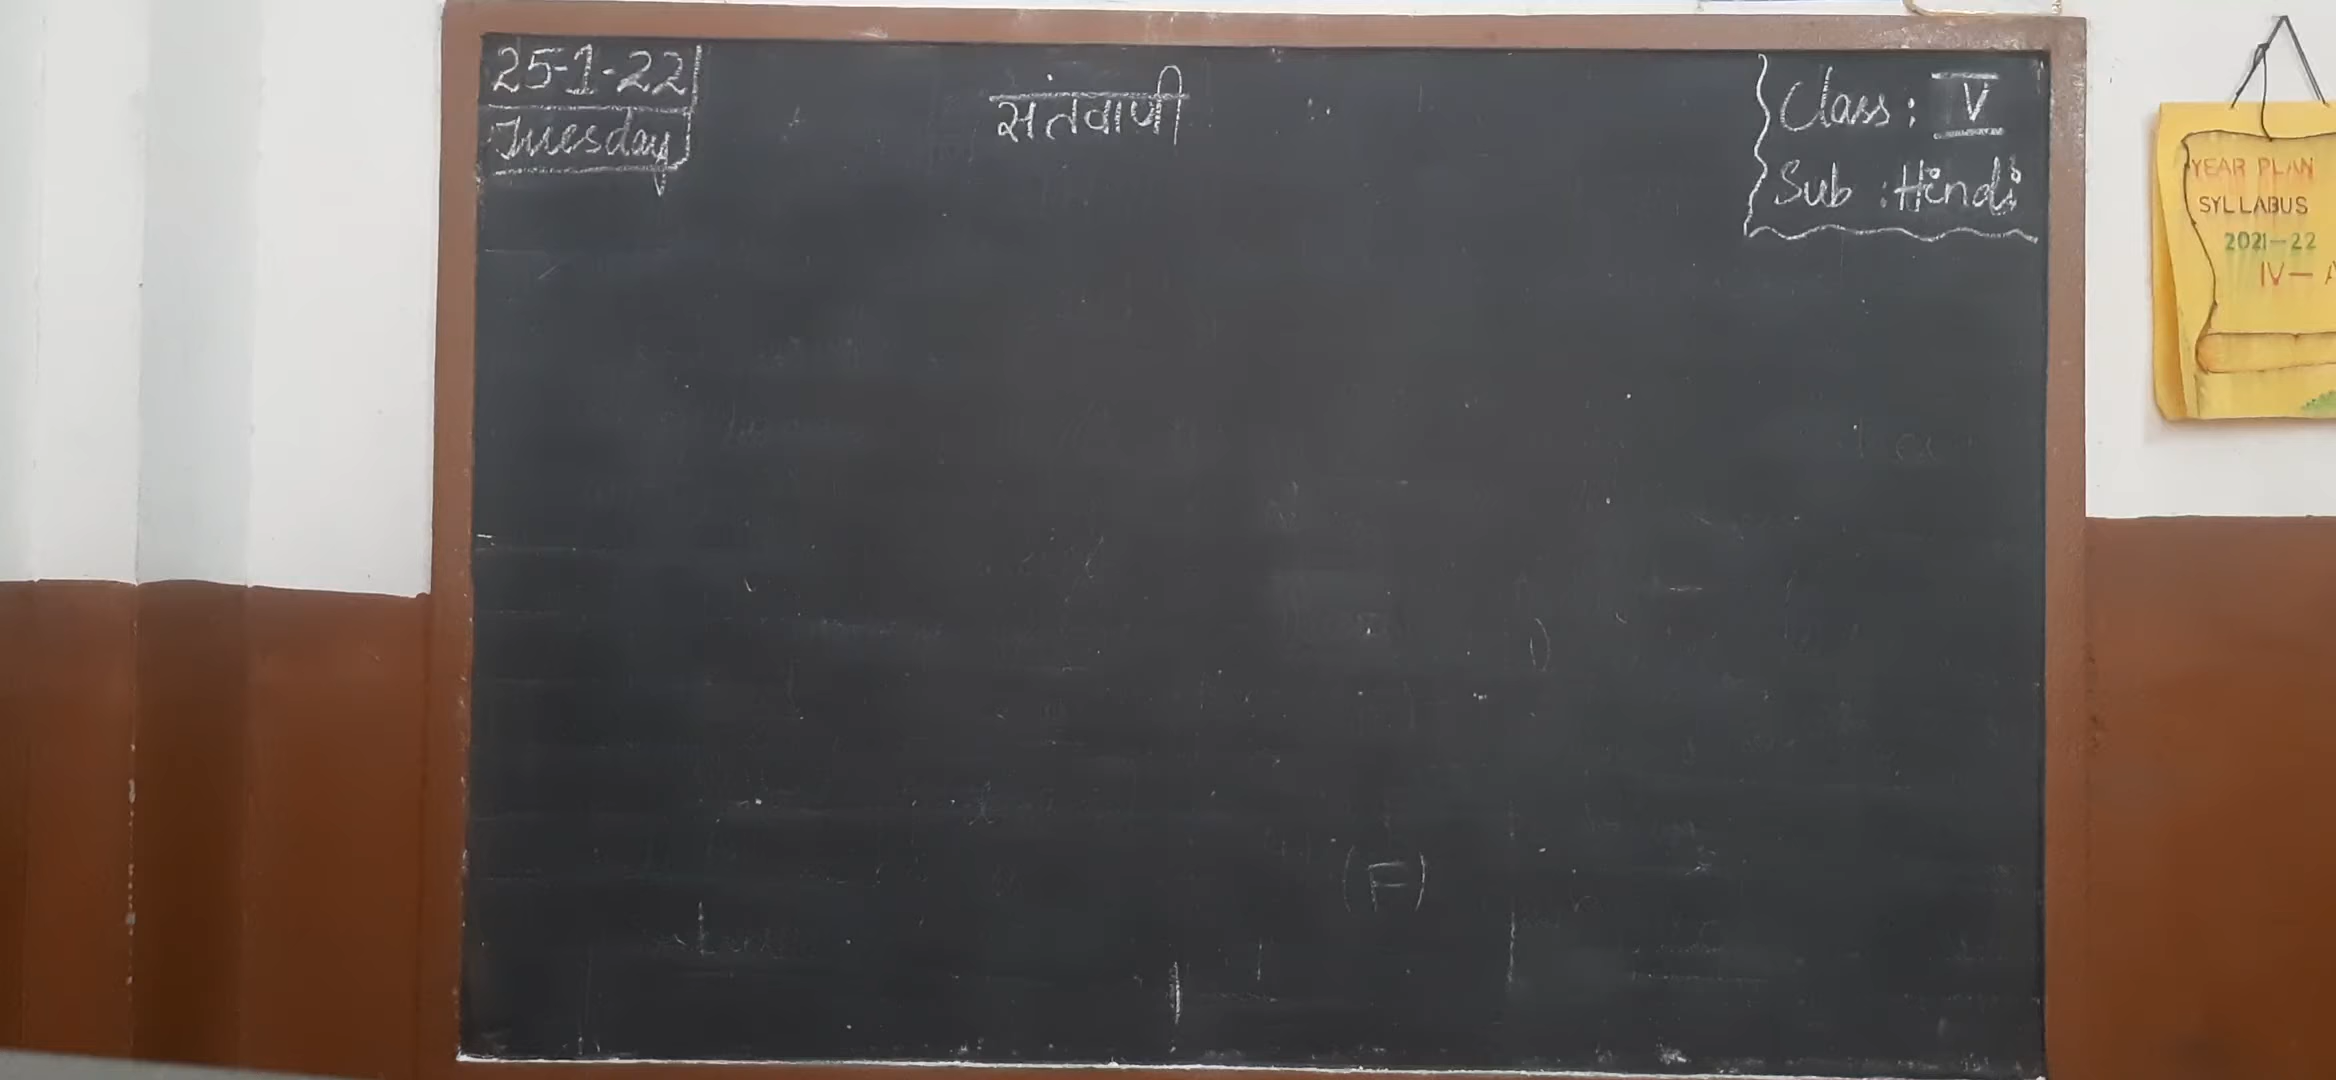 25-1-22
Tuesday
संतवाणी
Class: V
Sub : Hindi
YEAR PLAN
SYLLABUS
2021-22
IV- A
(F)